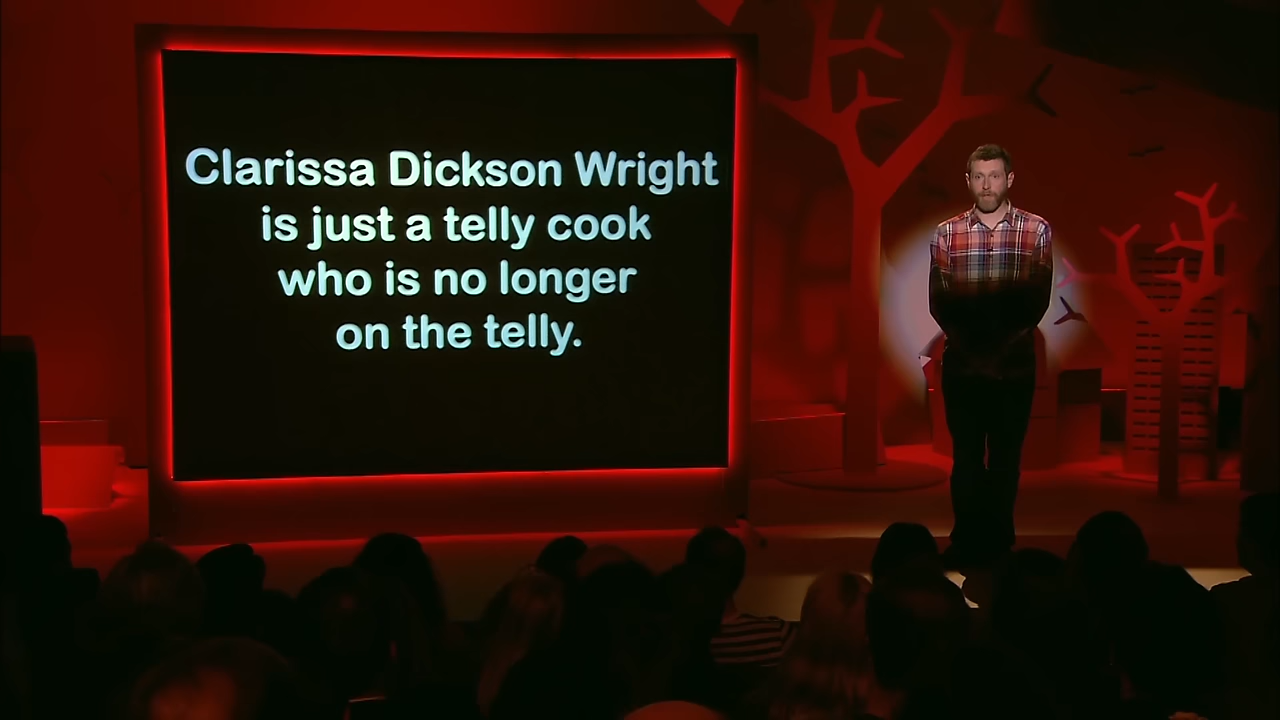 Clarissa Dickson Wright
is just a telly cook
who is no longer
on the telly.